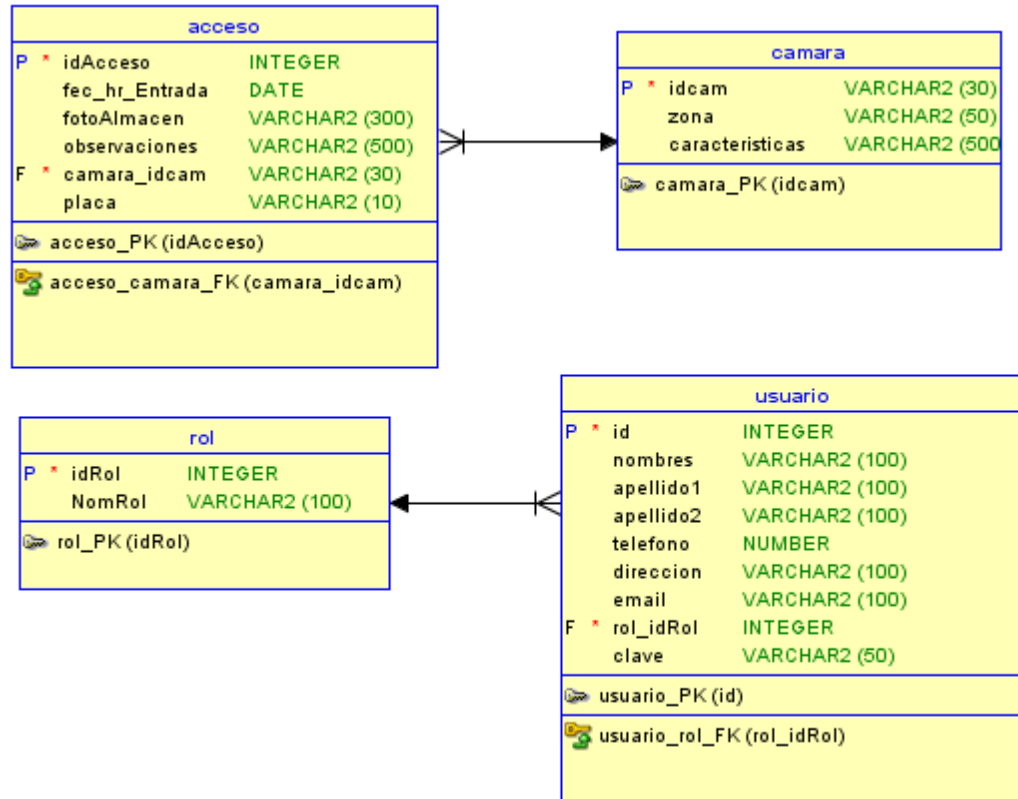 acceso
P * idAcceso INTEGER
fec_hr_Entrada DATE
fotoAlmacen VARCHAR2 (300)
observaciones VARCHAR2 (500)
F * camara_idcam VARCHAR2 (30)
placa VARCHAR2 (10)
acceso_PK (idAcceso)
acceso_camara_FK (camara_idcam)
camara
P * idcam VARCHAR2 (30)
zona VARCHAR2 (50)
caracteristicas VARCHAR2 (500
camara_PK (idcam)
rol
P * idRol INTEGER
NomRol VARCHAR2 (100)
rol_PK (idRol)
usuario
P * id INTEGER
nombres VARCHAR2 (100)
apellido1 VARCHAR2 (100)
apellido2 VARCHAR2 (100)
telefono NUMBER
direccion VARCHAR2 (100)
email VARCHAR2 (100)
F * rol_idRol INTEGER
clave VARCHAR2 (50)
usuario_PK (id)
usuario_rol_FK (rol_idRol)